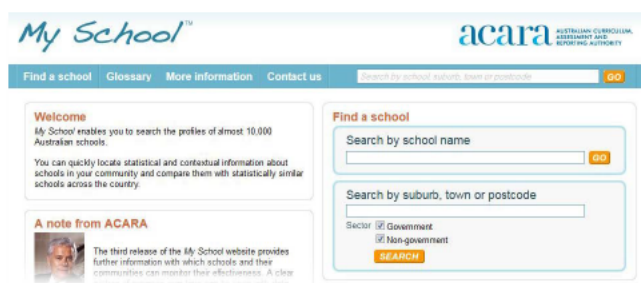 My School™
acara AUSTRALIAN CURRICULUM,
ASSESSMENT AND
REPORTING AUTHORITY
Find a school Glossary More information Contact us
Search by school, suburb, town or postcode GO
Welcome
My School enables you to search the profiles of almost 10,000
Australian schools.
You can quickly locate statistical and contextual information about
schools in your community and compare them with statistically similar
schools across the country.
A note from ACARA
The third release of the My School website provides
further information with which schools and their
communities can monitor their effectiveness. A clear
Find a school
Search by school name
GO
Search by suburb, town or postcode
Sector Government
Non-government
SEARCH